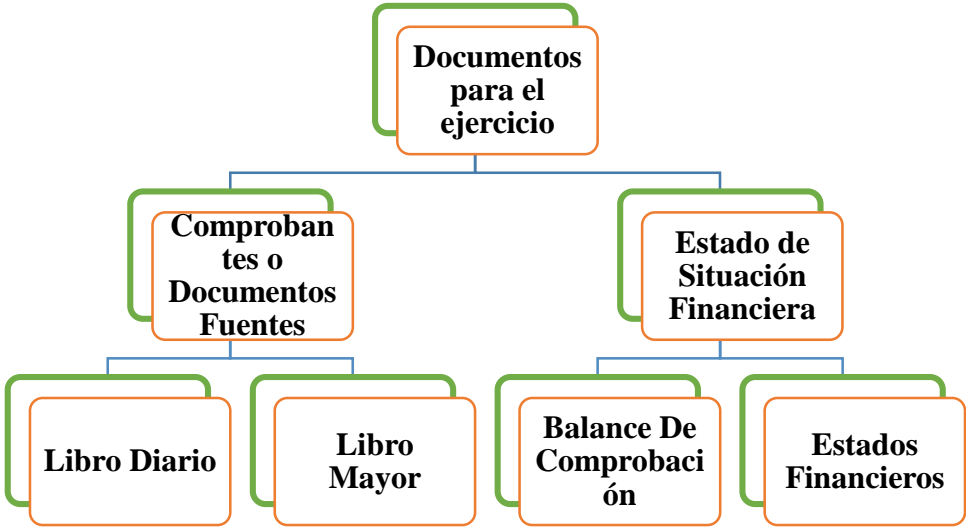 Documentos
para el
ejercicio
Comproban
tes o
Documentos
Fuentes
Estado de
Situación
Financiera
Libro Diario
Libro
Mayor
Balance De
Comprobaci
ón
Estados
Financieros